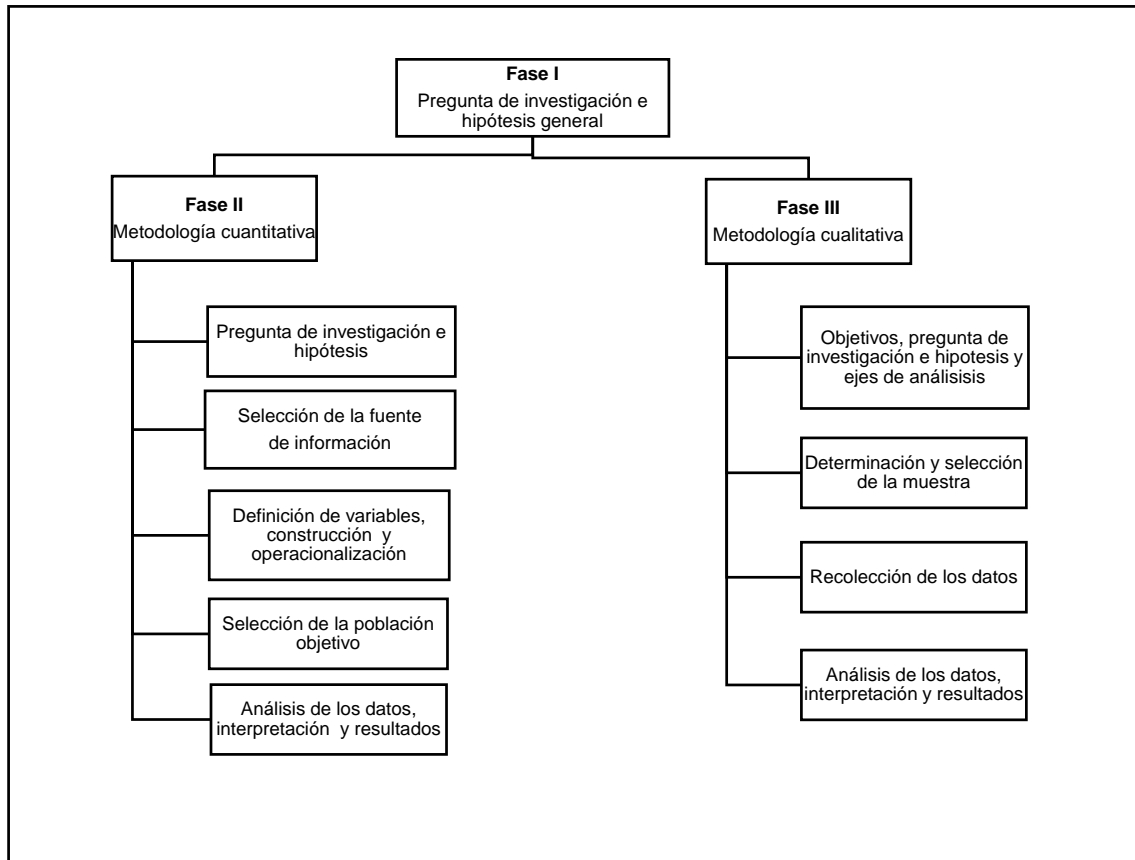 Fase I
Pregunta de investigación e
hipótesis general
Fase II
Metodología cuantitativa
Pregunta de investigación e
hipótesis
Selección de la fuente
de información
Definición de variables,
construcción y
operacionalización
Selección de la población
objetivo
Análisis de los datos,
interpretación y resultados
Fase III
Metodología cualitativa
Objetivos, pregunta de
investigación e hipotesis y
ejes de análisisis
Determinación y selección
de la muestra
Recolección de los datos
Análisis de los datos,
interpretación y resultados